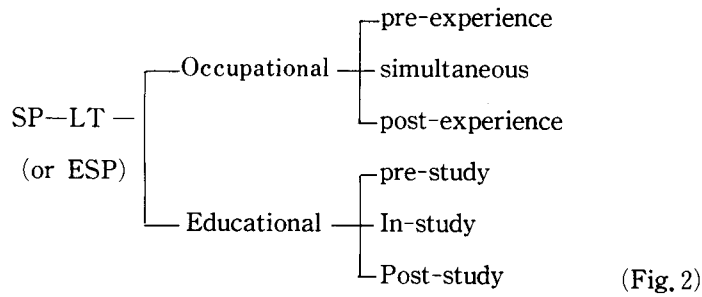 pre-experience
Occupational
simultaneous
SP-LT
post-experience
(or ESP)
pre-study
Educational
In-study
Post-study
(Fig. 2)